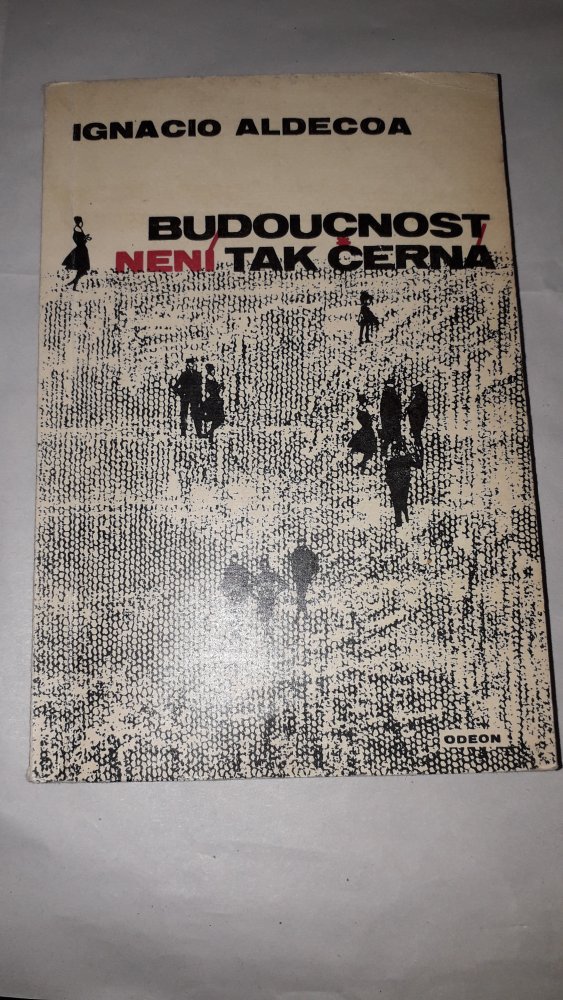 IGNACIO ALDECOA
BUDOUCNOST
NENÍ TAK ČERNÁ
ODEON